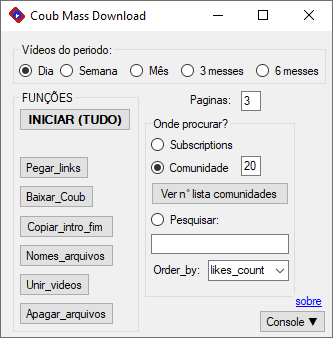 Coub Mass Download
Vídeos do periodo:
Dia Semana Mês 3 messes 6 messes
FUNÇÕES
INICIAR (TUDO)
Pegar_links
Baixar_Coub
Copiar_intro_fim
Nomes_arquivos
Unir_videos
Apagar_arquivos
Paginas: 3
Onde procurar?
Subscriptions
Comunidade 20
Ver n° lista comunidades
Pesquisar:
Order_by: likes_count
sobre
Console ▼